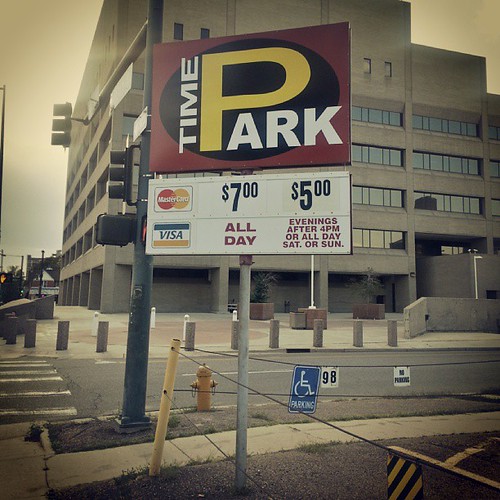 TIME
PARK
MasterCard
$7.00
$5.00
VISA
ALL
DAY
EVENINGS
AFTER 4PM
OR ALL DAY
SAT. OR SUN.
PARKING
98
NO
PARKING